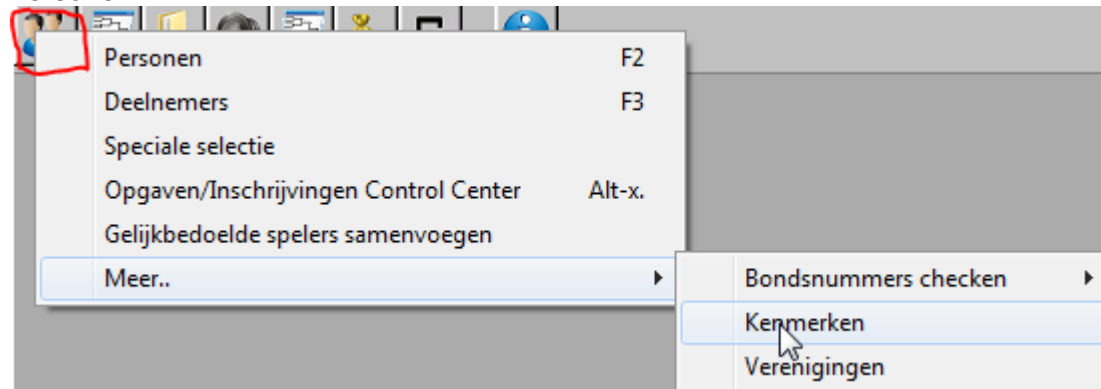 Personen F2
Deelnemers F3
Speciale selectie
Opgaven/Inschrijvingen Control Center Alt-x.
Gelijkbedoelde spelers samenvoegen
Meer..
Bondsnummers checken
Kenmerken
Verenigingen